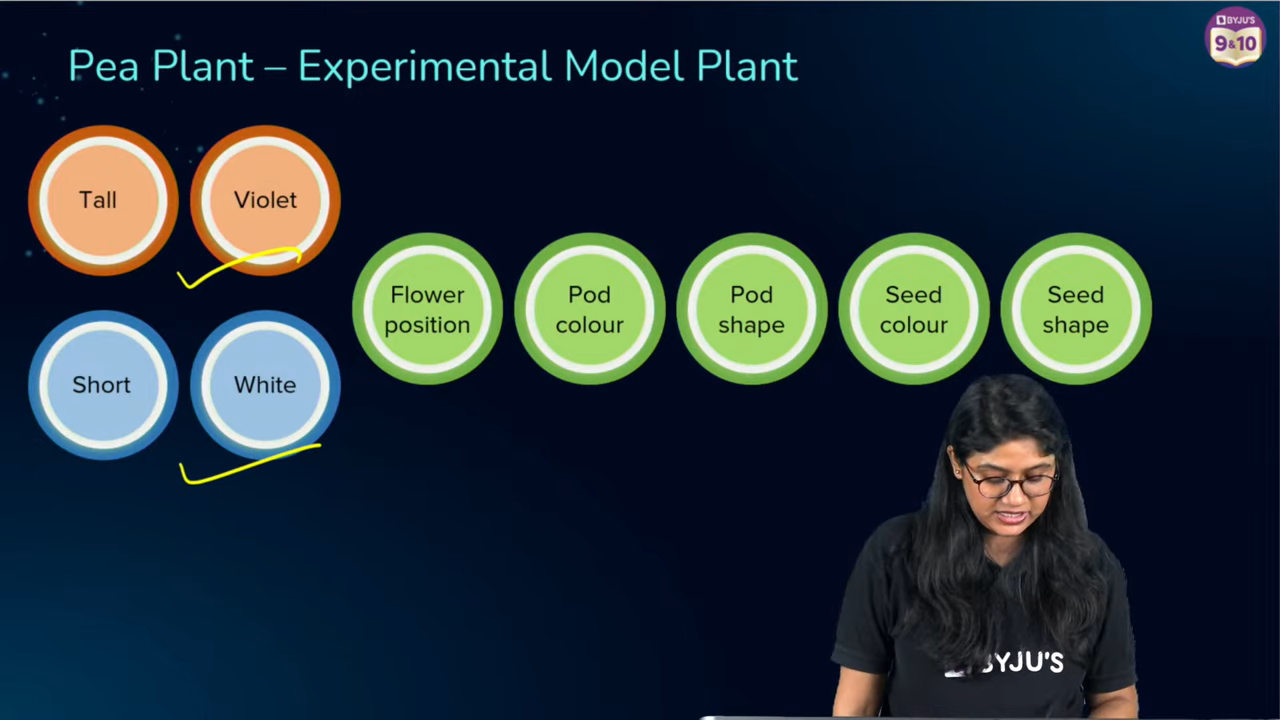 Pea Plant – Experimental Model Plant
BYJU'S
9&10
Tall
Violet
Short
White
Flower
position
Pod
colour
Pod
shape
Seed
colour
Seed
shape
BYJU'S